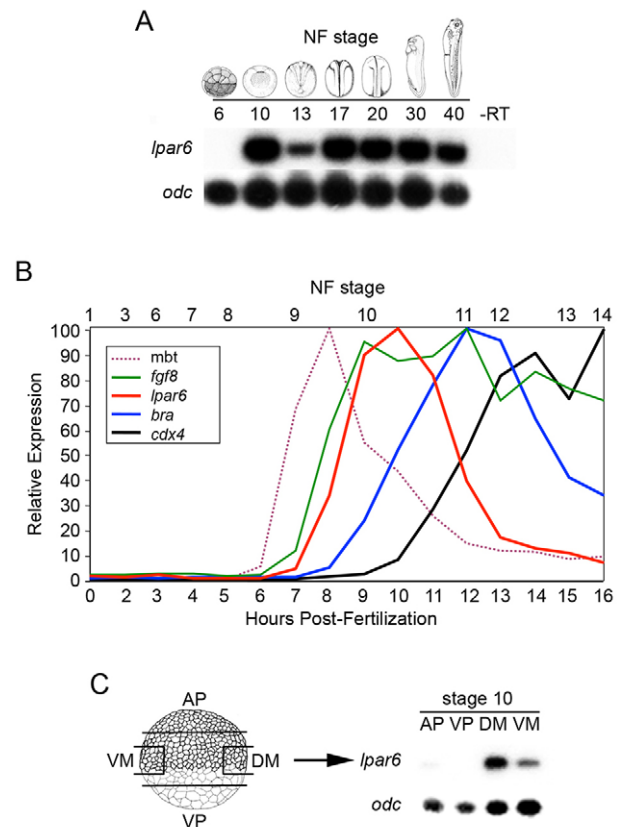 A
NF stage
6 10 13 17 20 30 40 -RT
lpar6
odc
B
NF stage
1 3 6 7 8 9 10 11 12 13 14
100
90
80
70
60
50
40
30
20
10
0
Relative Expression
mbt
fgf8
lpar6
bra
cdx4
0 2 3 4 5 6 7 8 9 10 11 12 13 14 15 16
Hours Post-Fertilization
C
AP
VM DM
VP
stage 10
AP VP DM VM
lpar6
odc